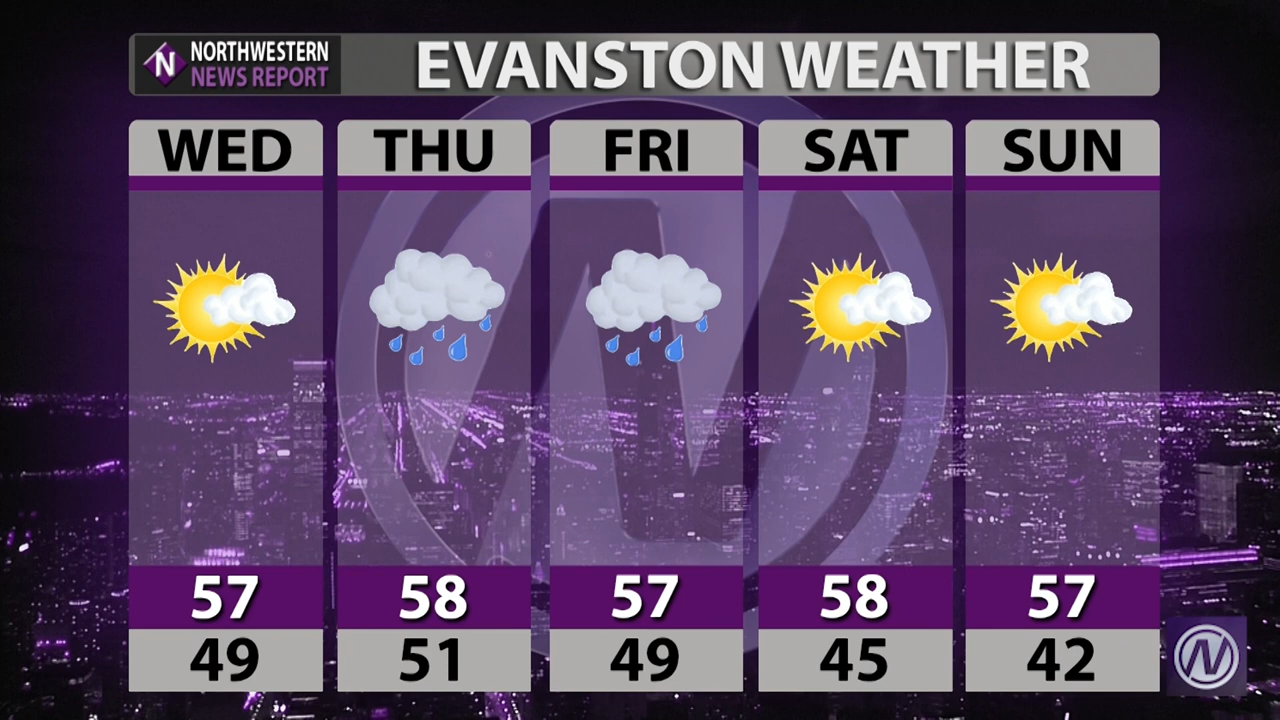 NORTHWESTERN
NEWS REPORT
EVANSTON WEATHER
WED THU FRI SAT SUN
57 58 57 58 57
49 51 49 45 42